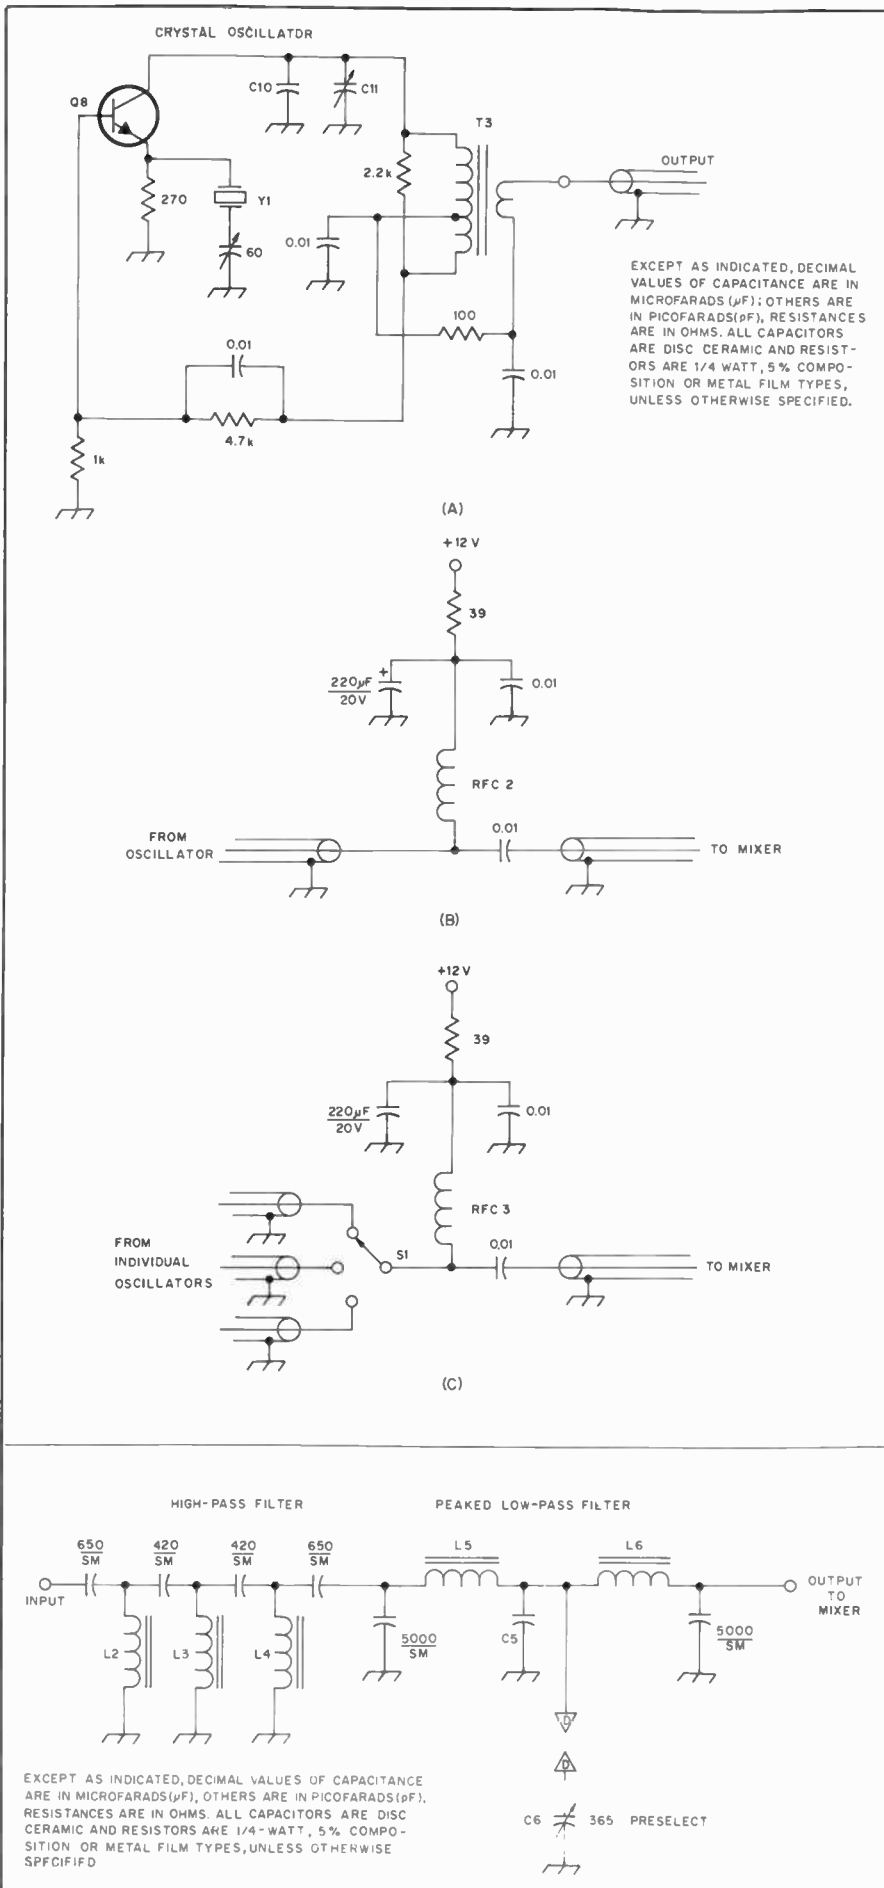 CRYSTAL OSCILLATOR
Q8
C10
C11
T3
2.2k
OUTPUT
270
Y1
60
0.01
100
0.01
0.01
4.7k
1k
EXCEPT AS INDICATED, DECIMAL
VALUES OF CAPACITANCE ARE IN
MICROFARADS (µF); OTHERS ARE
IN PICOFARADS(pF), RESISTANCES
ARE IN OHMS. ALL CAPACITORS
ARE DISC CERAMIC AND RESIST-
ORS ARE 1/4 WATT, 5% COMPO-
SITION OR METAL FILM TYPES,
UNLESS OTHERWISE SPECIFIED.
(A)
+12 V
39
220µF
20V
+
0.01
RFC 2
FROM
OSCILLATOR
0.01
TO MIXER
(B)
+12V
39
220µF
20V
0.01
RFC 3
FROM
INDIVIDUAL
OSCILLATORS
S1
0.01
TO MIXER
(C)
HIGH-PASS FILTER
PEAKED LOW-PASS FILTER
650
SM
420
SM
420
SM
650
SM
L5
L6
INPUT
OUTPUT
TO
MIXER
L2
L3
L4
5000
SM
C5
5000
SM
D
D
C6
365 PRESELECT
EXCEPT AS INDICATED, DECIMAL VALUES OF CAPACITANCE
ARE IN MICROFARADS(µF), OTHERS ARE IN PICOFARADS(pF).
RESISTANCES ARE IN OHMS. ALL CAPACITORS ARE DISC
CERAMIC AND RESISTORS ARE 1/4-WATT, 5% COMPO-
SITION OR METAL FILM TYPES, UNLESS OTHERWISE
SPECIFIED